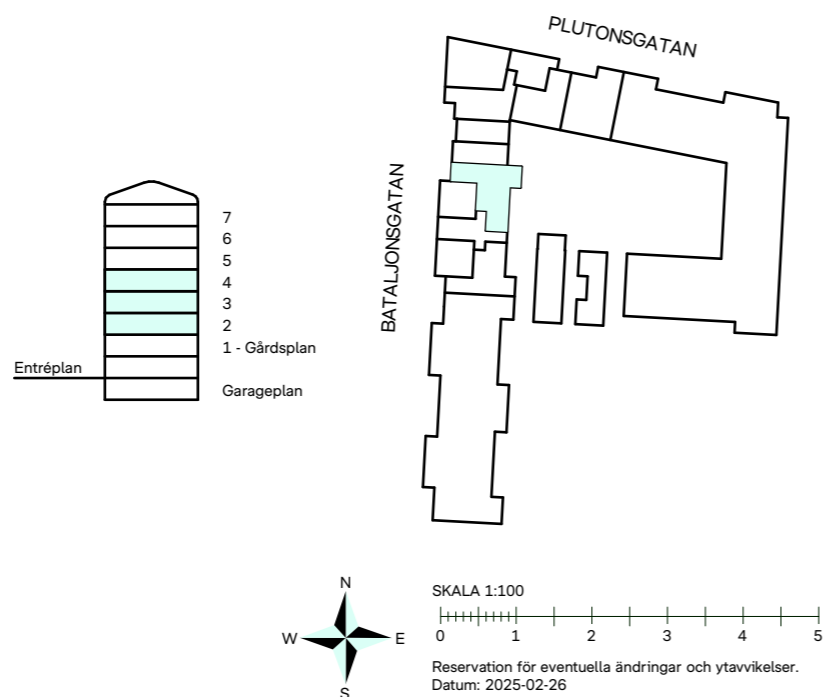 PLUTONSGATAN
BATALJONSGATAN
7
6
5
4
3
2
1 - Gårdsplan
Entréplan
Garageplan
N
W E
S
SKALA 1:100
0 1 2 3 4 5
Reservation för eventuella ändringar och ytavvikelser.
Datum: 2025-02-26